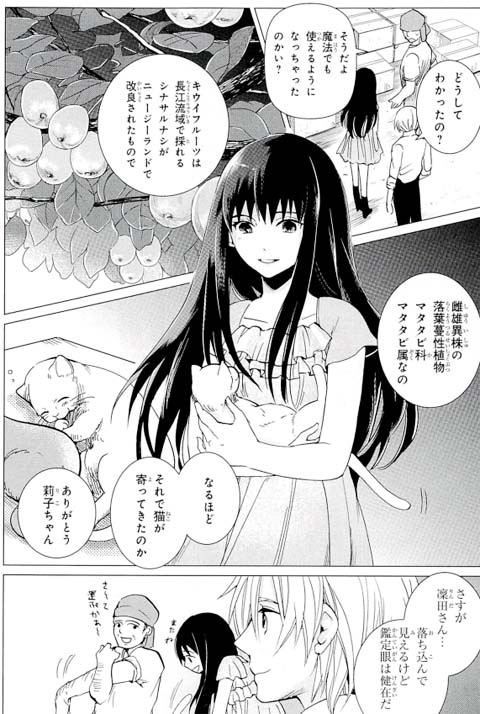 どうして
わかったの?
そうだよ
魔法でも
使えるように
なっちゃった
のかい?
キウイフルーツは
長江流域で採れる
シナサルナシが
ニュージーランドで
改良されたもので
雌雄異株の
落葉蔓性植物
マタタビ科
マタタビ属なの
なるほど
それで猫が
寄ってきたのか
ありがとう
莉子ちゃん
さすが
凜田さん…
落ち込んで
見えるけど
鑑定眼は健在だ
またね
さーて
運ぶかあー